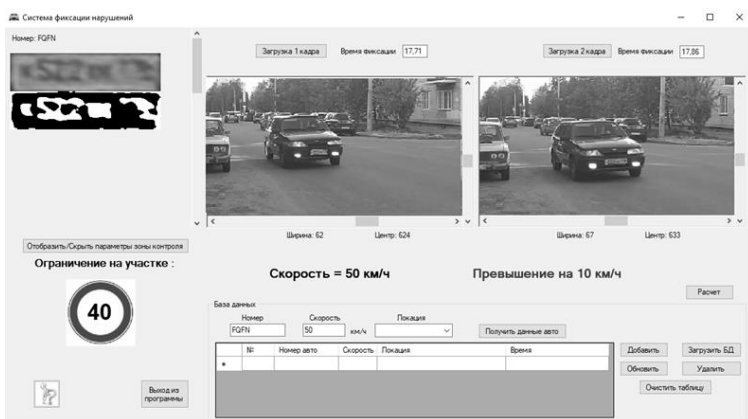 Система фиксации нарушений
Номер: FQFN
Загрузка 1 кадра Время фиксации 17,71
Загрузка 2 кадра Время фиксации 17,86
Ширина: 62 Центр: 624
Ширина: 67 Центр: 633
Отобразить/Скрыть параметры зоны контроля
Ограничение на участке :
40
Скорость = 50 км/ч
Превышение на 10 км/ч
Расчет
База данных
Номер Скорость Локация
FQFN 50 км/ч
Получить данные авто
№ Номер авто Скорость Локация Время
Добавить Загрузить БД
Обновить Удалить
Очистить таблицу
Выход из
программы